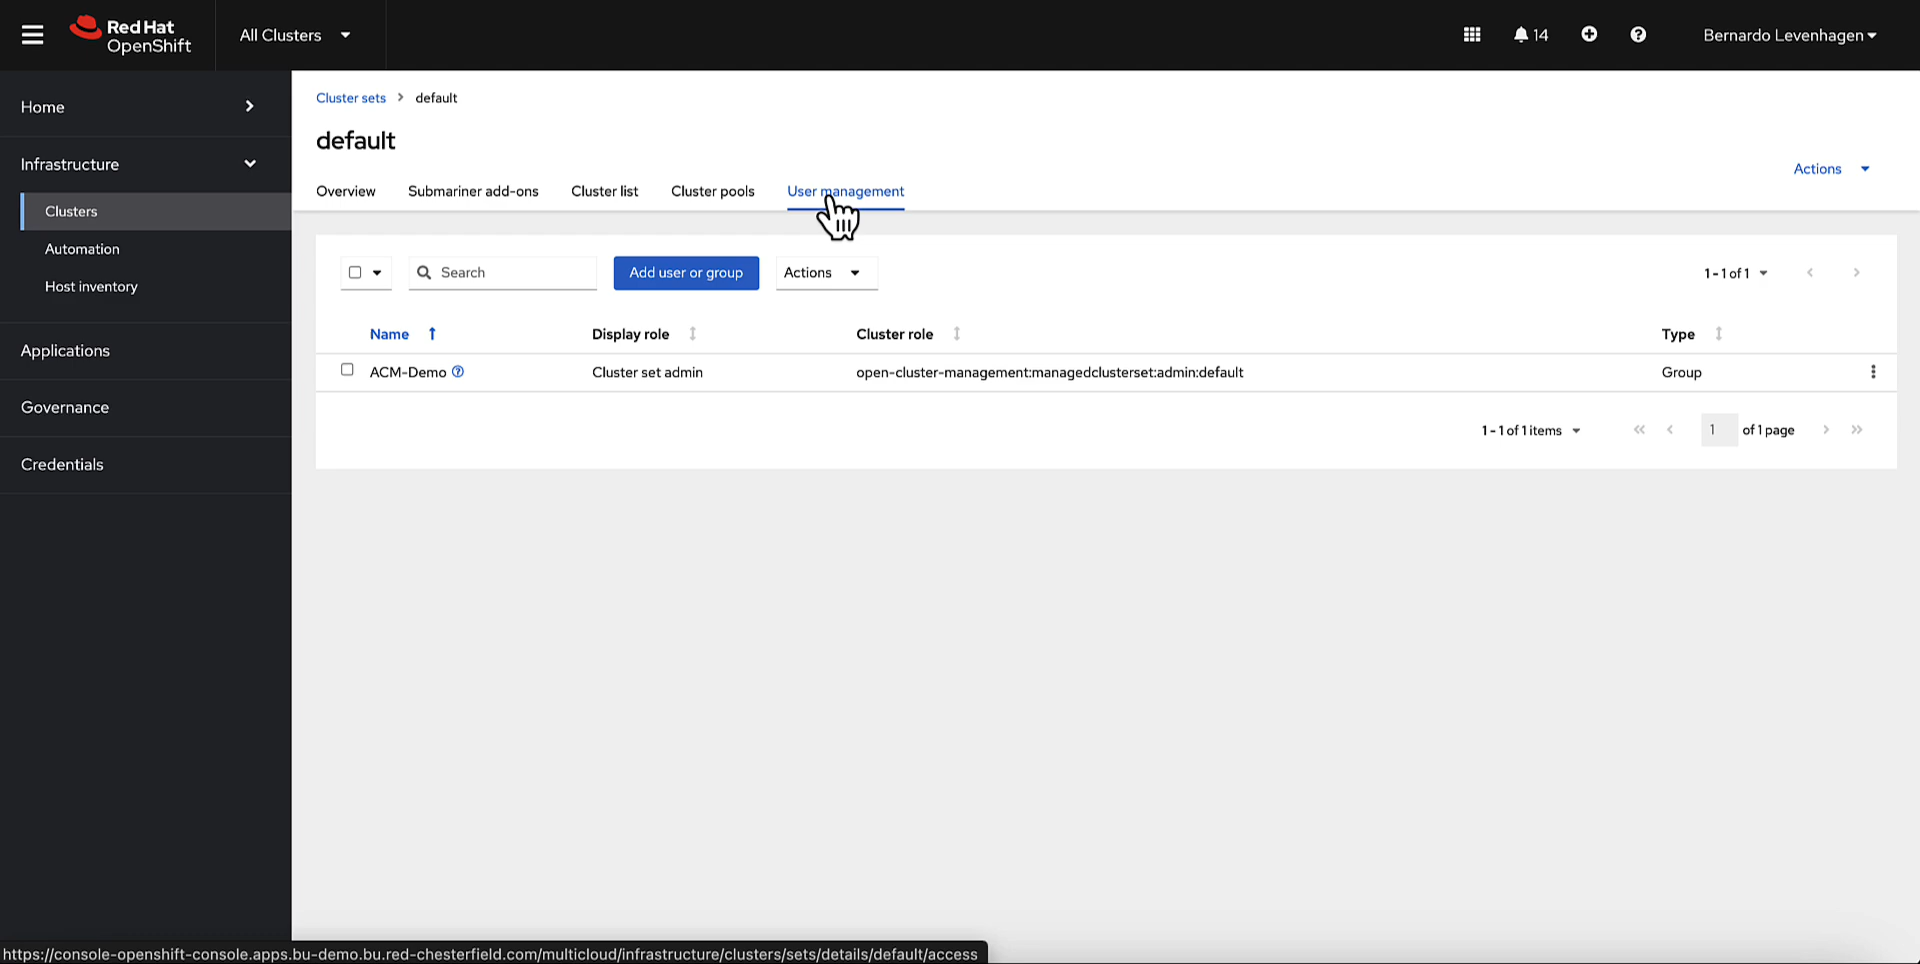 Red Hat
OpenShift
All Clusters
14
Bernardo Levenhagen
Home
Infrastructure
Clusters
Automation
Host inventory
Applications
Governance
Credentials
Cluster sets > default
default
Actions
Overview Submariner add-ons Cluster list Cluster pools User management
Search Add user or group Actions 1 - 1 of 1
Name Display role Cluster role Type
ACM-Demo Cluster set admin open-cluster-management:managedclusterset:admin:default Group
1 - 1 of 1 items 1 of 1 page
https://console-openshift-console.apps.bu-demo.bu.red-chesterfield.com/multicloud/infrastructure/clusters/sets/details/default/access